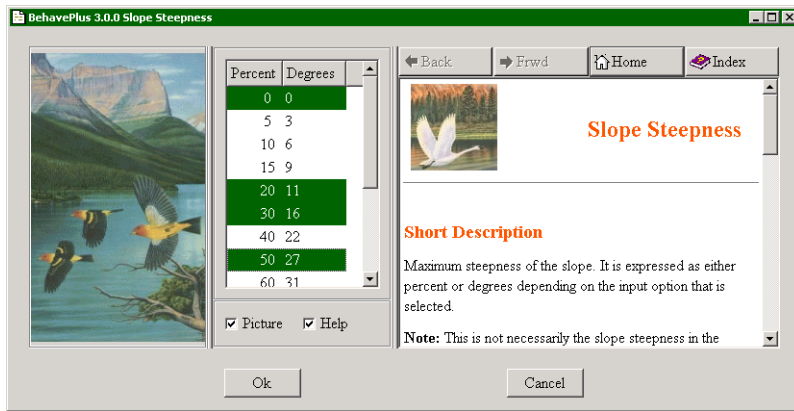 BehavePlus 3.0.0 Slope Steepness
Percent Degrees
0 0
5 3
10 6
15 9
20 11
30 16
40 22
50 27
60 31
Picture Help
Back Frwd Home Index
Slope Steepness
Short Description
Maximum steepness of the slope. It is expressed as either
percent or degrees depending on the input option that is
selected.
Note: This is not necessarily the slope steepness in the
Ok Cancel